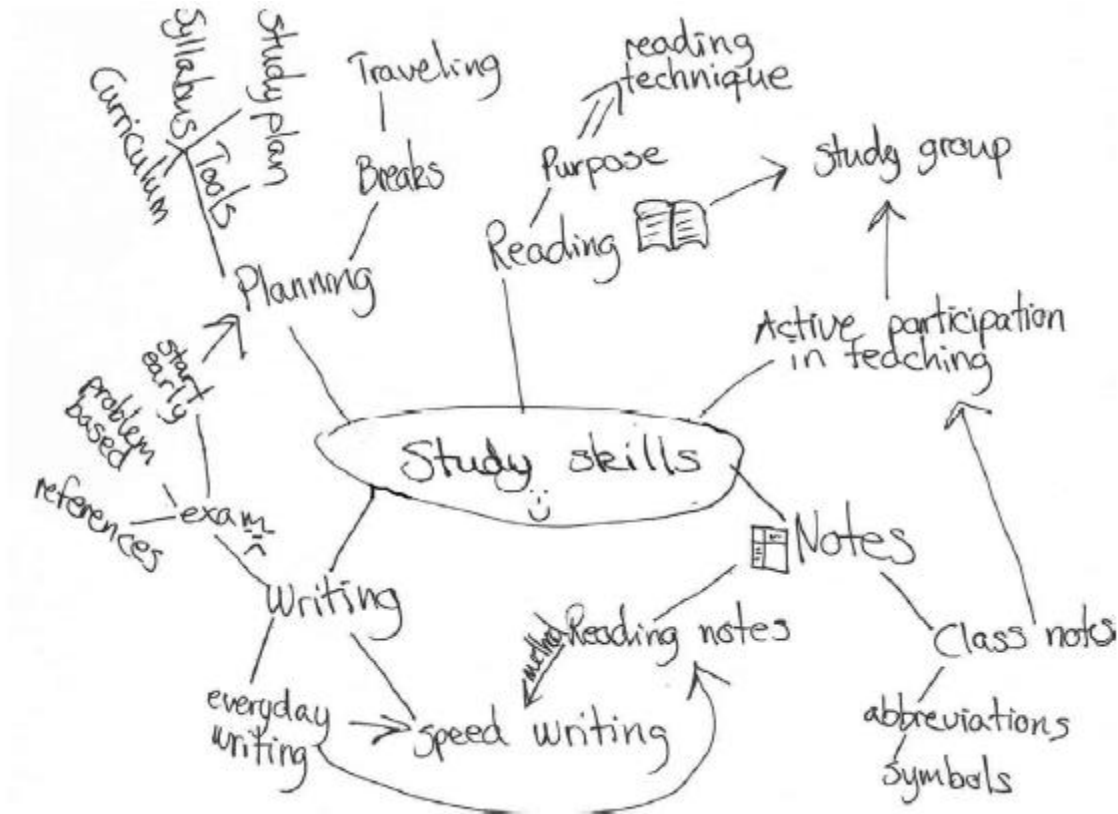 Study plan
Syllabus
Curriculum
Tools
Traveling
Breaks
Planning
reading
technique
Purpose
Reading
study group
Active participation
in teaching
start
early
problem
based
references
exam
Study skills
Notes
Writing
Reading notes
method
Class notes
everyday
writing
speed writing
abbreviations
symbols